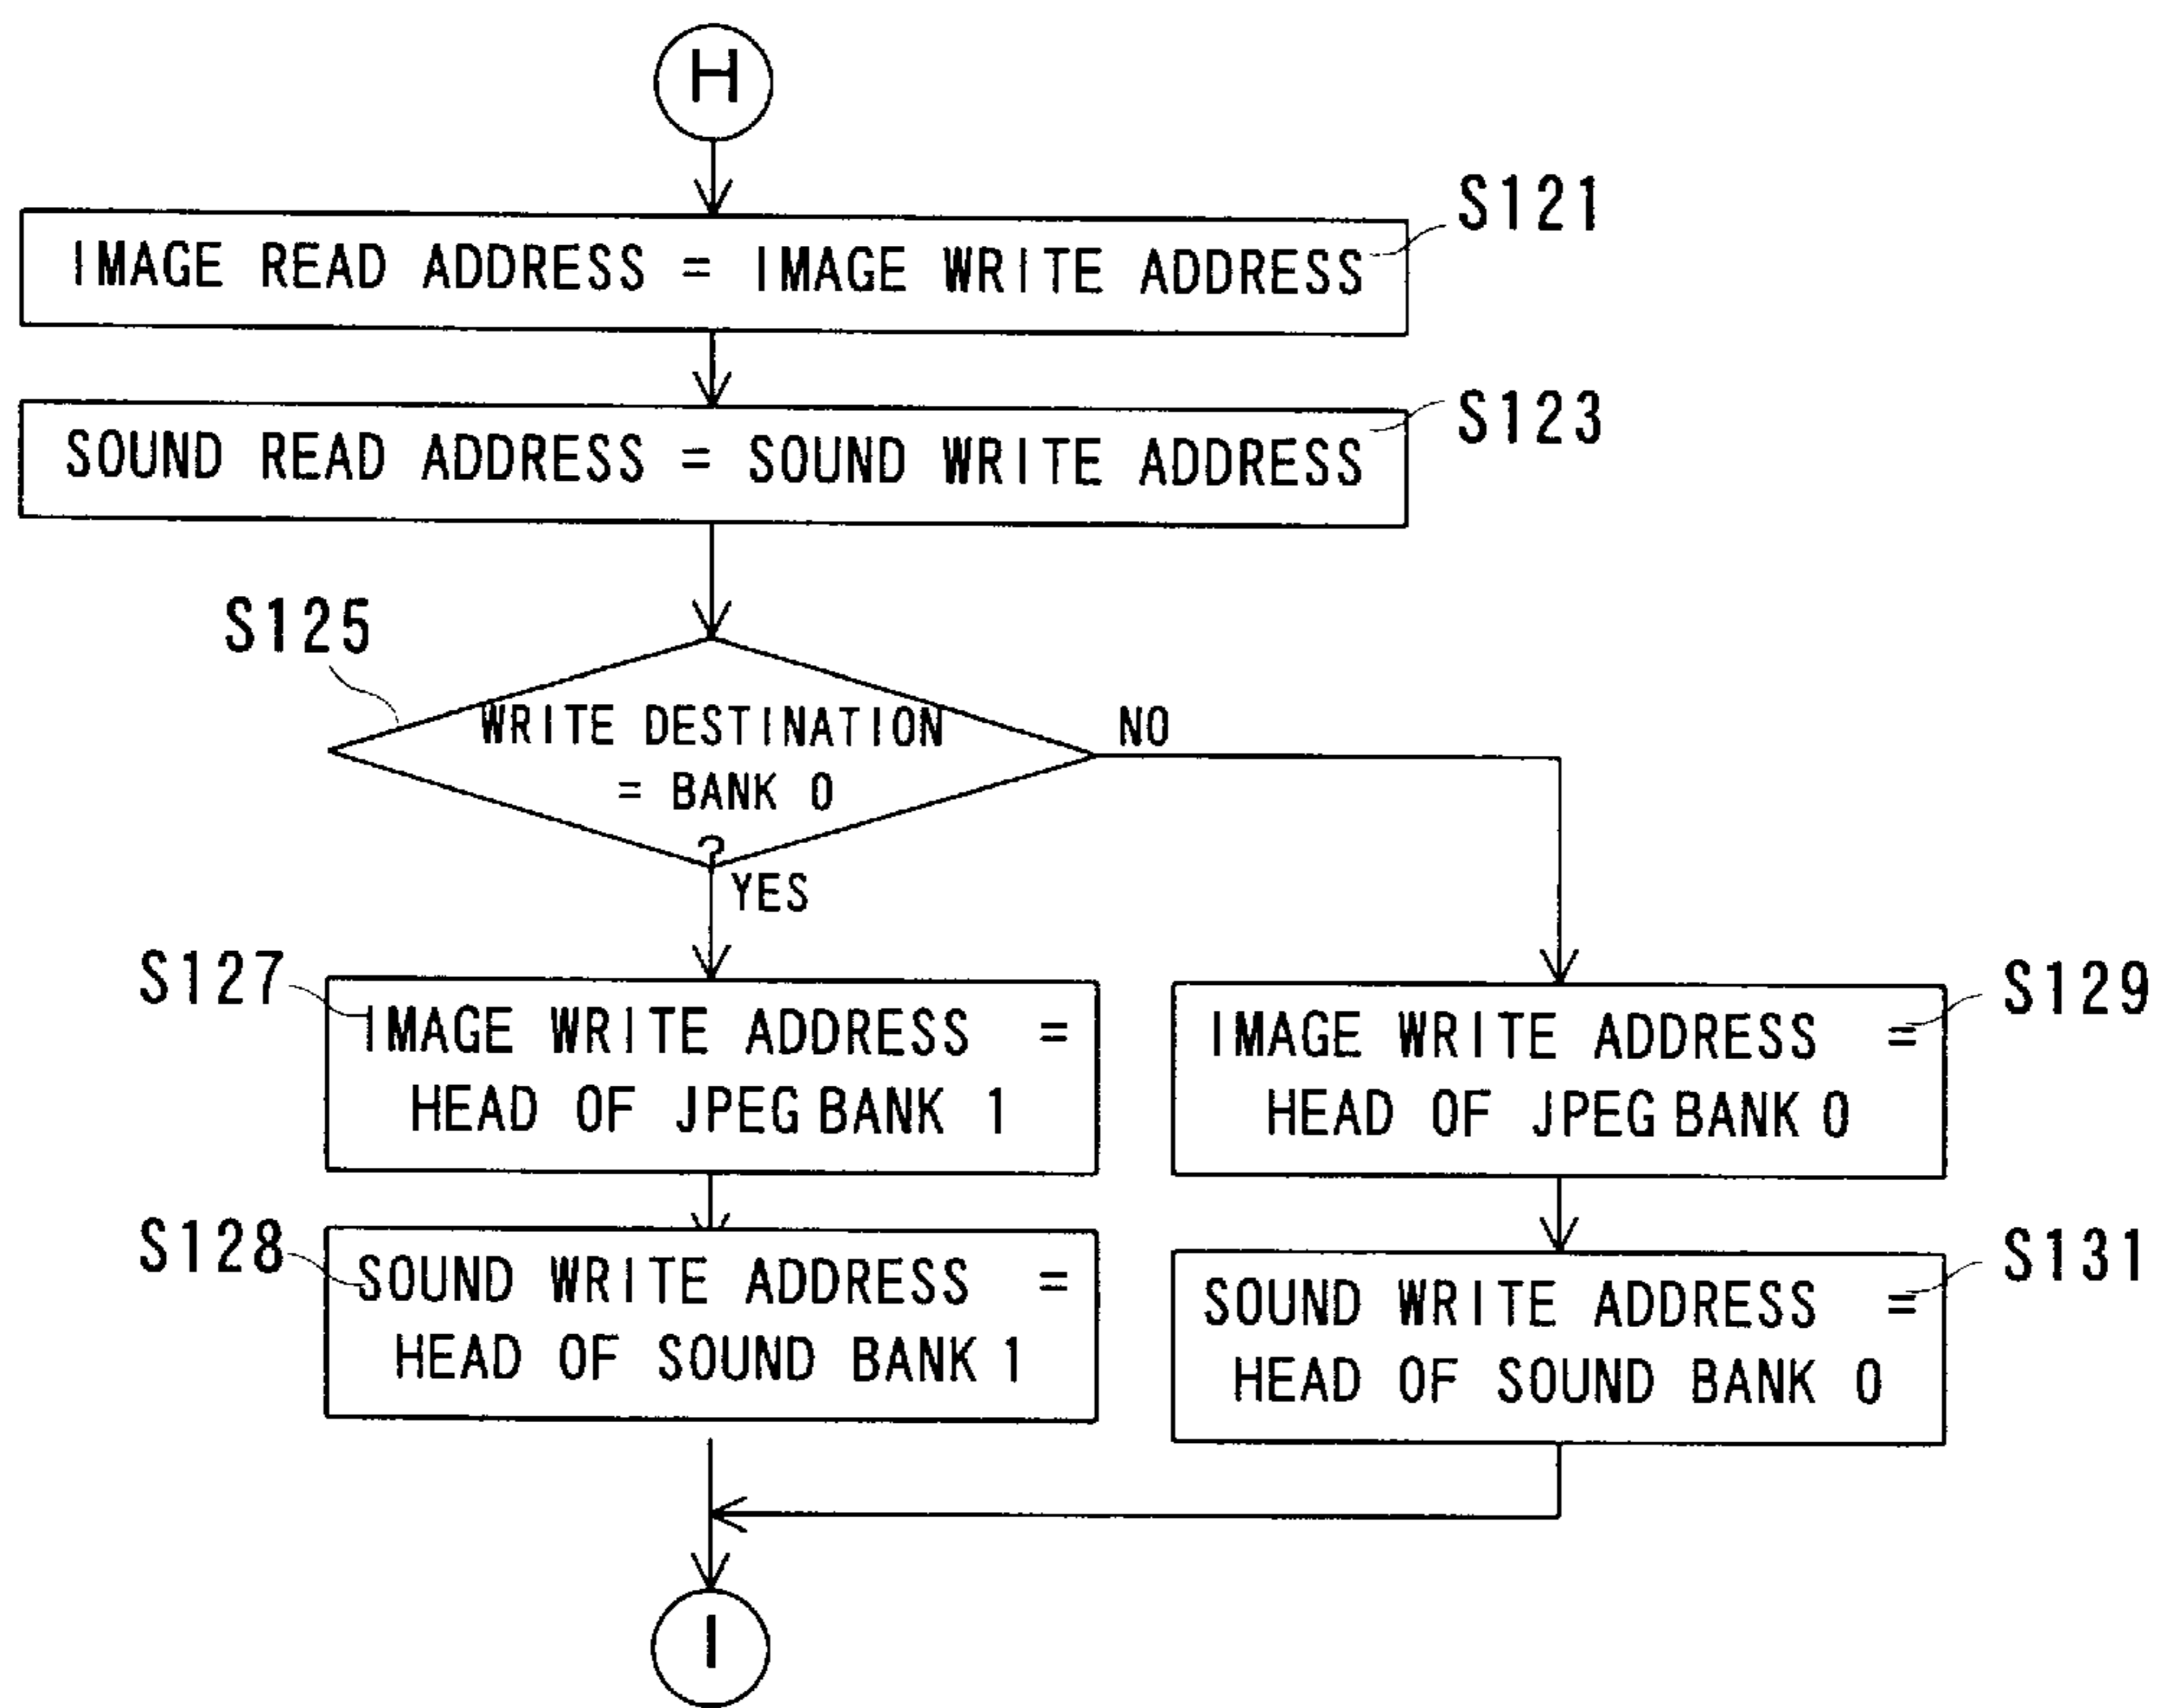 H
S121
IMAGE READ ADDRESS = IMAGE WRITE ADDRESS
S123
SOUND READ ADDRESS = SOUND WRITE ADDRESS
S125
WRITE DESTINATION
= BANK 0
?
NO
YES
S127
IMAGE WRITE ADDRESS =
HEAD OF JPEG BANK 1
S129
IMAGE WRITE ADDRESS =
HEAD OF JPEG BANK 0
S128
SOUND WRITE ADDRESS =
HEAD OF SOUND BANK 1
S131
SOUND WRITE ADDRESS =
HEAD OF SOUND BANK 0
I